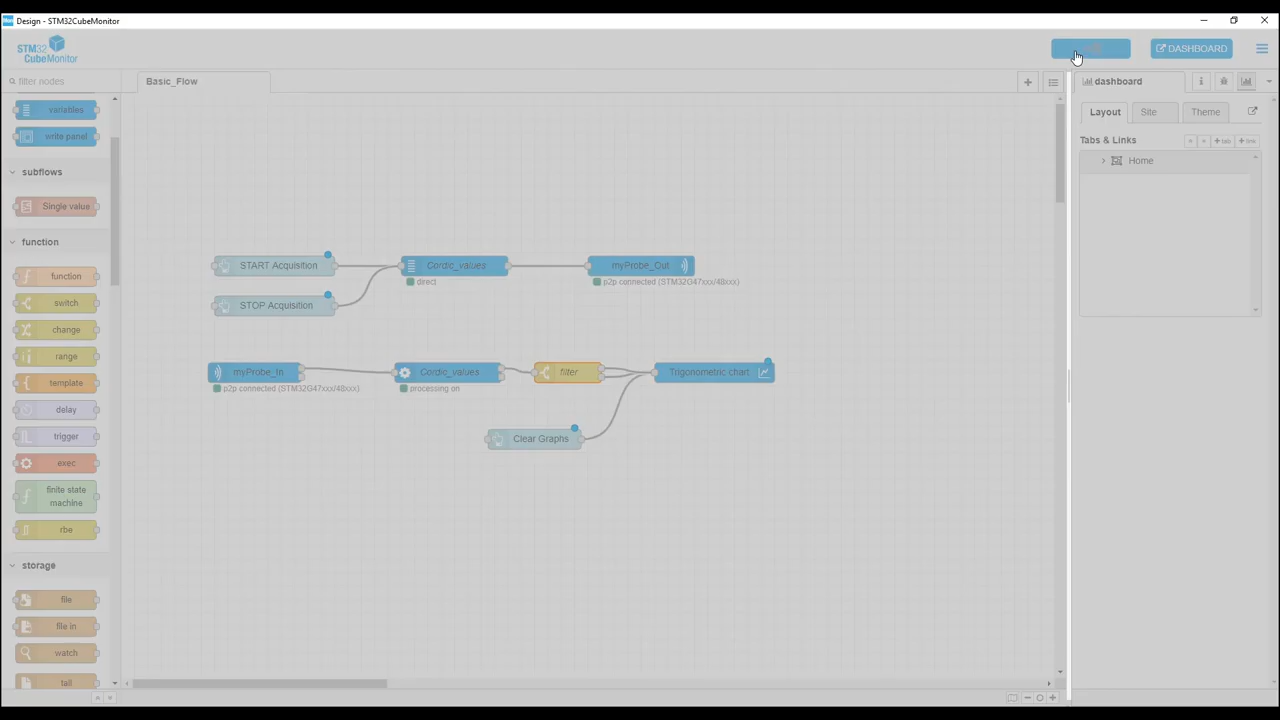 Design - STM32CubeMonitor
STM32
CubeMonitor
DASHBOARD
filter nodes
Basic_Flow
dashboard
variables
write panel
Layout
Site
Theme
Tabs & Links
tab
link
Home
subflows
Single value
function
function
switch
change
range
template
delay
trigger
exec
finite state
machine
rbe
storage
file
file in
watch
tail
START Acquisition
Cordic_values
myProbe_Out
direct
p2p connected (STM32G47xxx/48xxx)
STOP Acquisition
myProbe_In
Cordic_values
filter
Trigonometric chart
p2p connected (STM32G47xxx/48xxx)
processing on
Clear Graphs